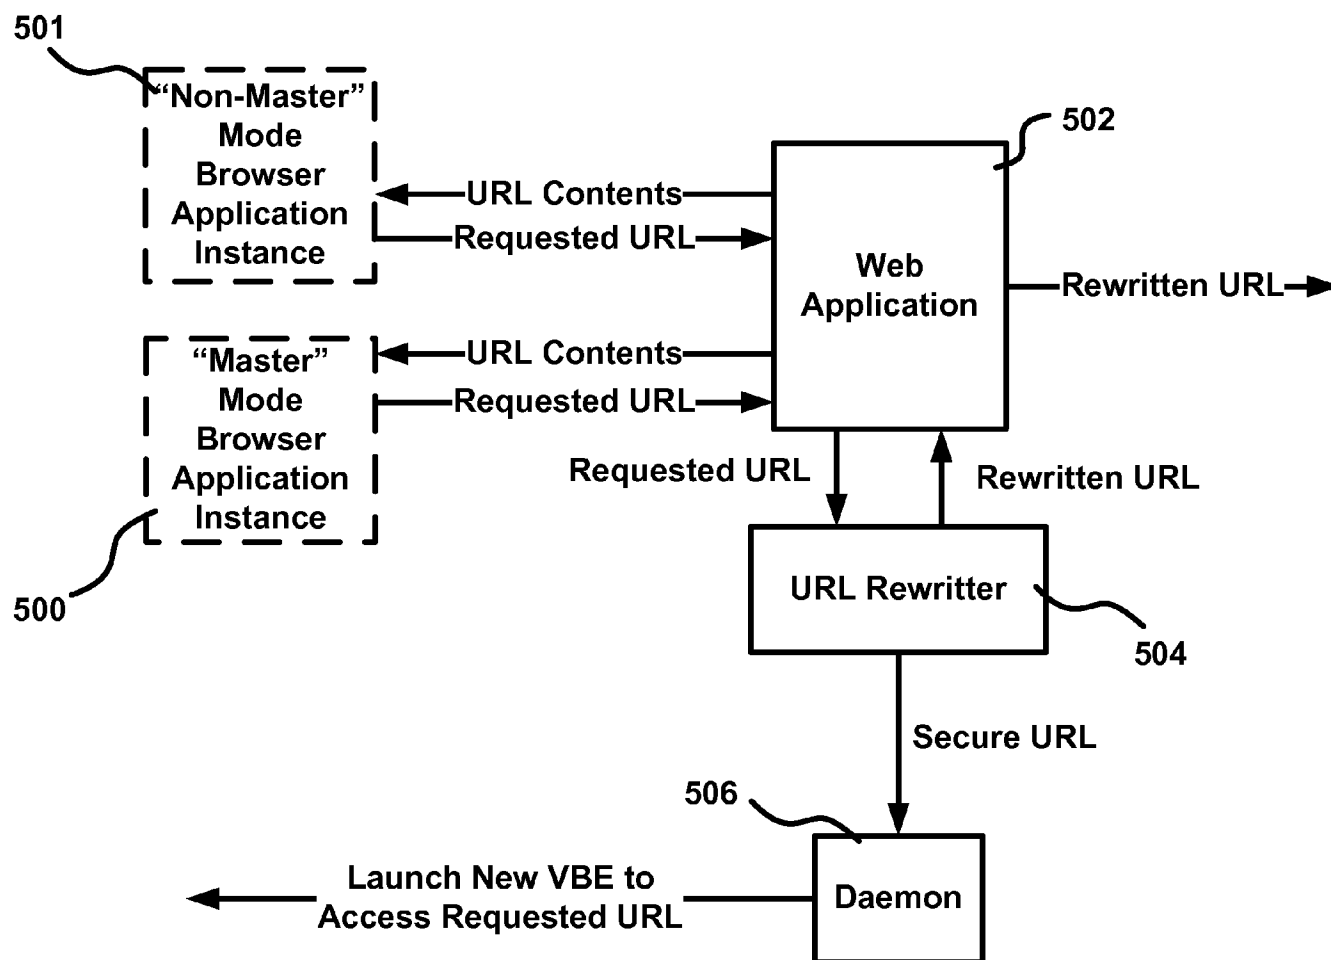 501
“Non-Master”
Mode
Browser
Application
Instance
502
URL Contents
Requested URL
Web
Application
Rewritten URL
“Master”
Mode
Browser
Application
Instance
URL Contents
Requested URL
Requested URL
Rewritten URL
500
URL Rewritter
504
Secure URL
506
Launch New VBE to
Access Requested URL
Daemon